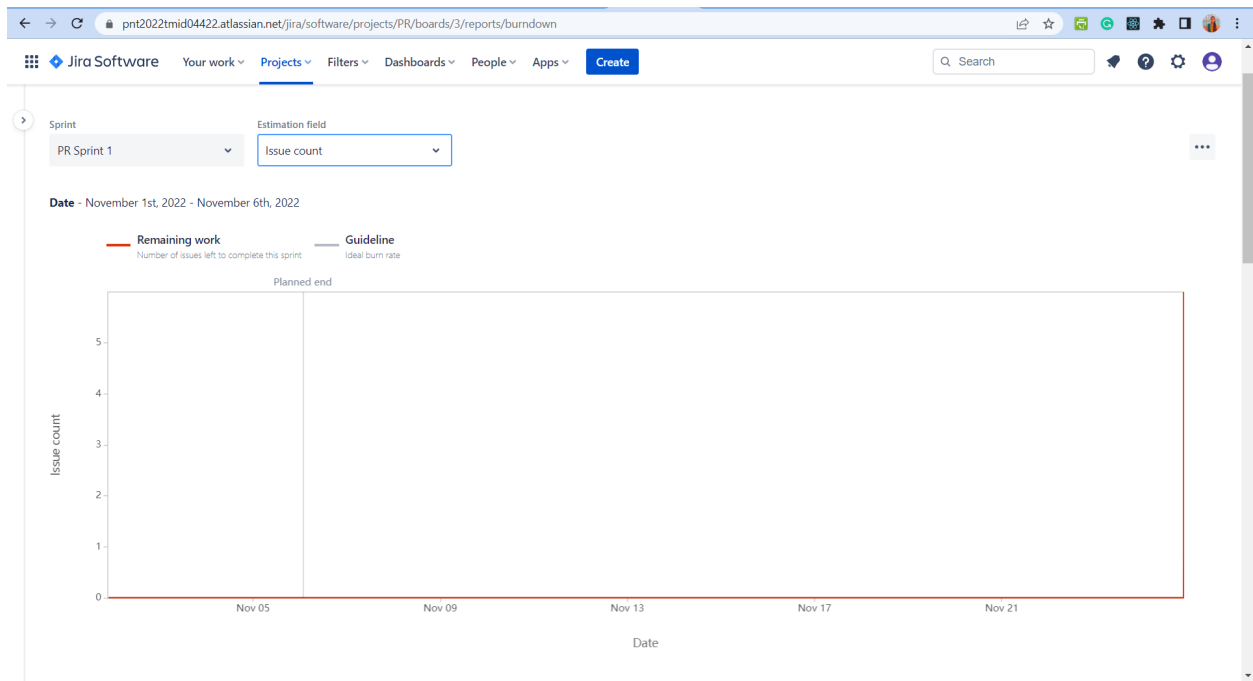 pnt2022tmid04422.atlassian.net/jira/software/projects/PR/boards/3/reports/burndown
Jira Software Your work Projects Filters Dashboards People Apps Create Search
Sprint Estimation field
PR Sprint 1 Issue count
Date - November 1st, 2022 - November 6th, 2022
Remaining work Guideline
Number of issues left to complete this sprint Ideal burn rate
Planned end
5
4
3
2
1
0
Issue count
Nov 05 Nov 09 Nov 13 Nov 17 Nov 21
Date